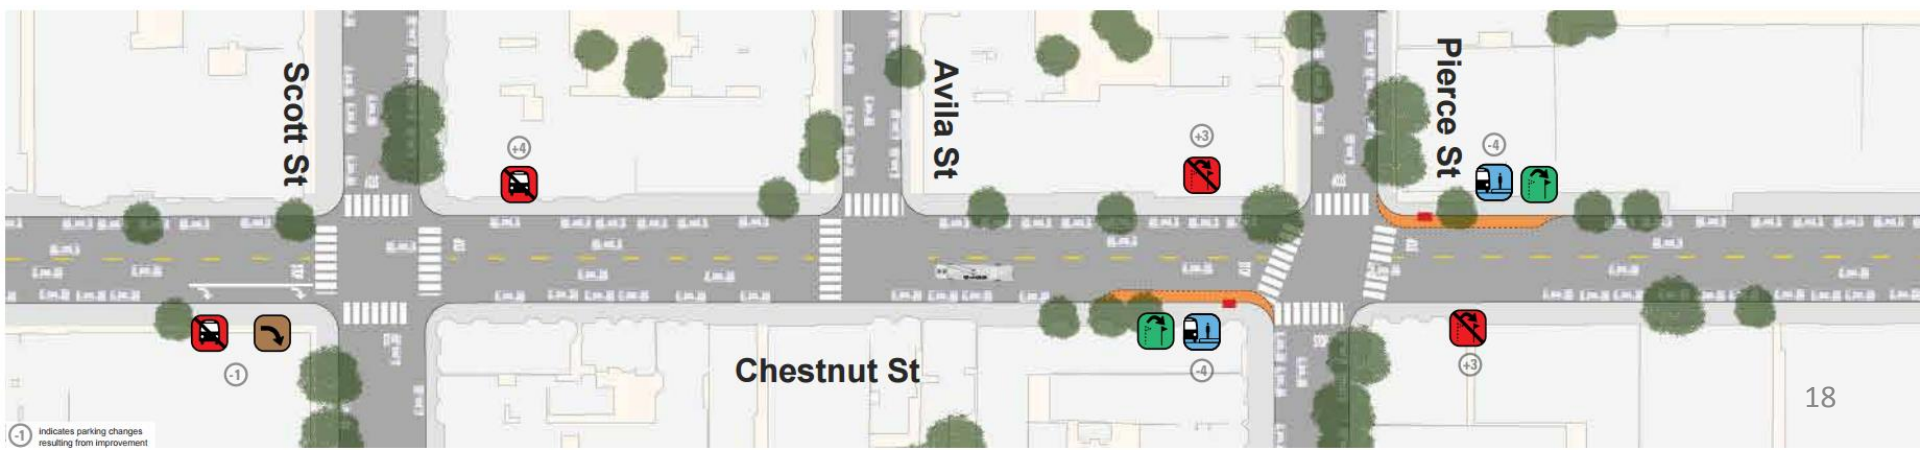 Scott St
Avila St
Pierce St
+4
+3
-4
-1
Chestnut St
-4
+3
18
-1
indicates parking changes
resulting from improvement